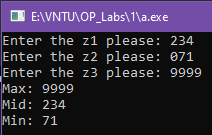 E:\VNTU\OP_Labs\1\a.exe
Enter the z1 please: 234
Enter the z2 please: 071
Enter the z3 please: 9999
Max: 9999
Mid: 234
Min: 71